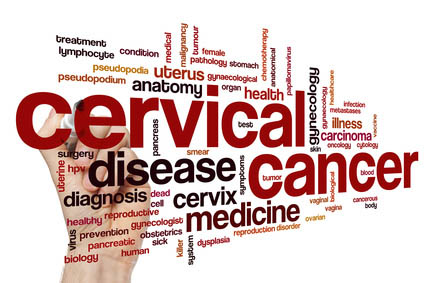 treatment
lymphocyte
condition
medical
malignancy
tumour
female
pathology
stomach
chemotherapy
anatomical
papillomavirus
pseudopodia
pseudopodium
uterus
gynaecological
organ
anatomy
health
gynecology
healthcare
infection
metastases
vaccine
cervical
test
skin
illness
carcinoma
oncology
cytology
surgery
pancreas
smear
uterine
hpv
disease
symptoms
tumor
cancer
blood
diagnosis
dead
cell
cervix
vaginal
biological
vagina
cancerous
body
healthy
reproductive
medicine
ovarian
virus
prevention
gynecologist
obstetrics
sick
killer
system
dysplasia
reproduction disorder
pancreatic
biology
human